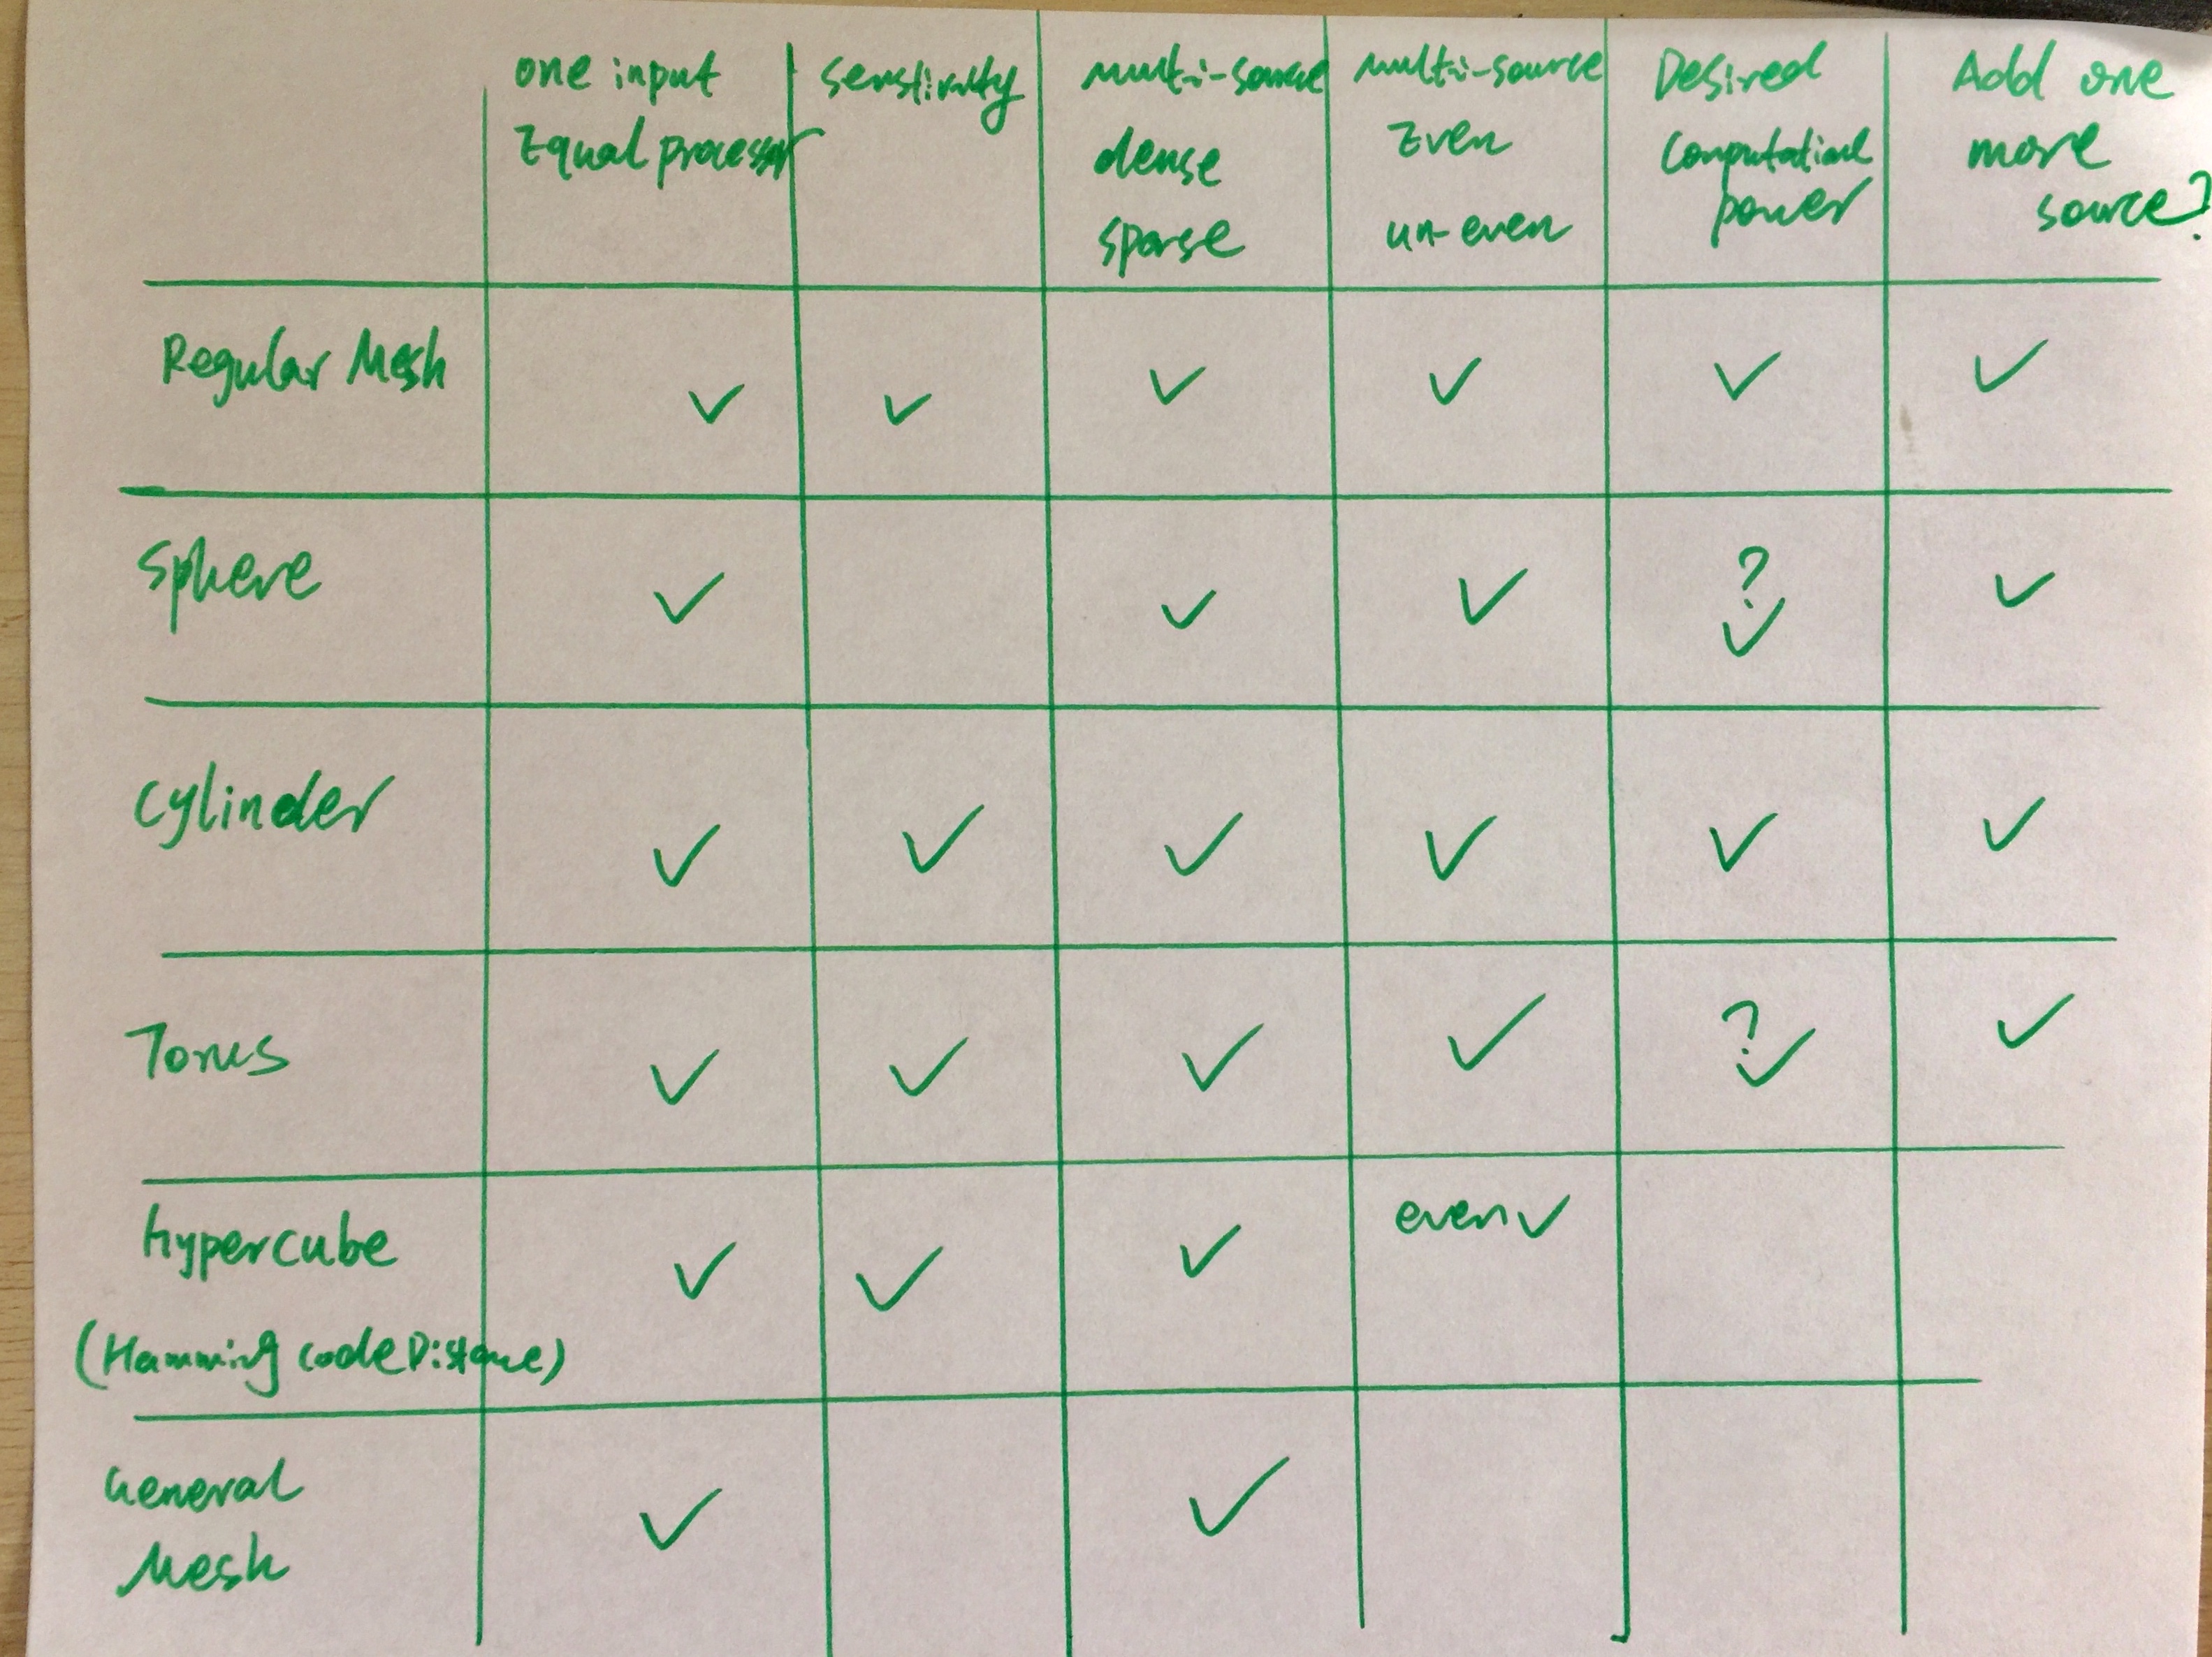 one input senstivity multi-source multi-source Desired Add one
Equal processor dense Even Computational more
sparse un-even power source?
Regular Mesh ✓ ✓ ✓ ✓ ✓ ✓
Sphere ✓ ✓ ✓ ? ✓ ✓
Cylinder ✓ ✓ ✓ ✓ ✓ ✓
Torus ✓ ✓ ✓ ✓ ? ✓ ✓
Hypercube ✓ ✓ ✓ even ✓
(Hamming code Distance)
General ✓ ✓
Mesh